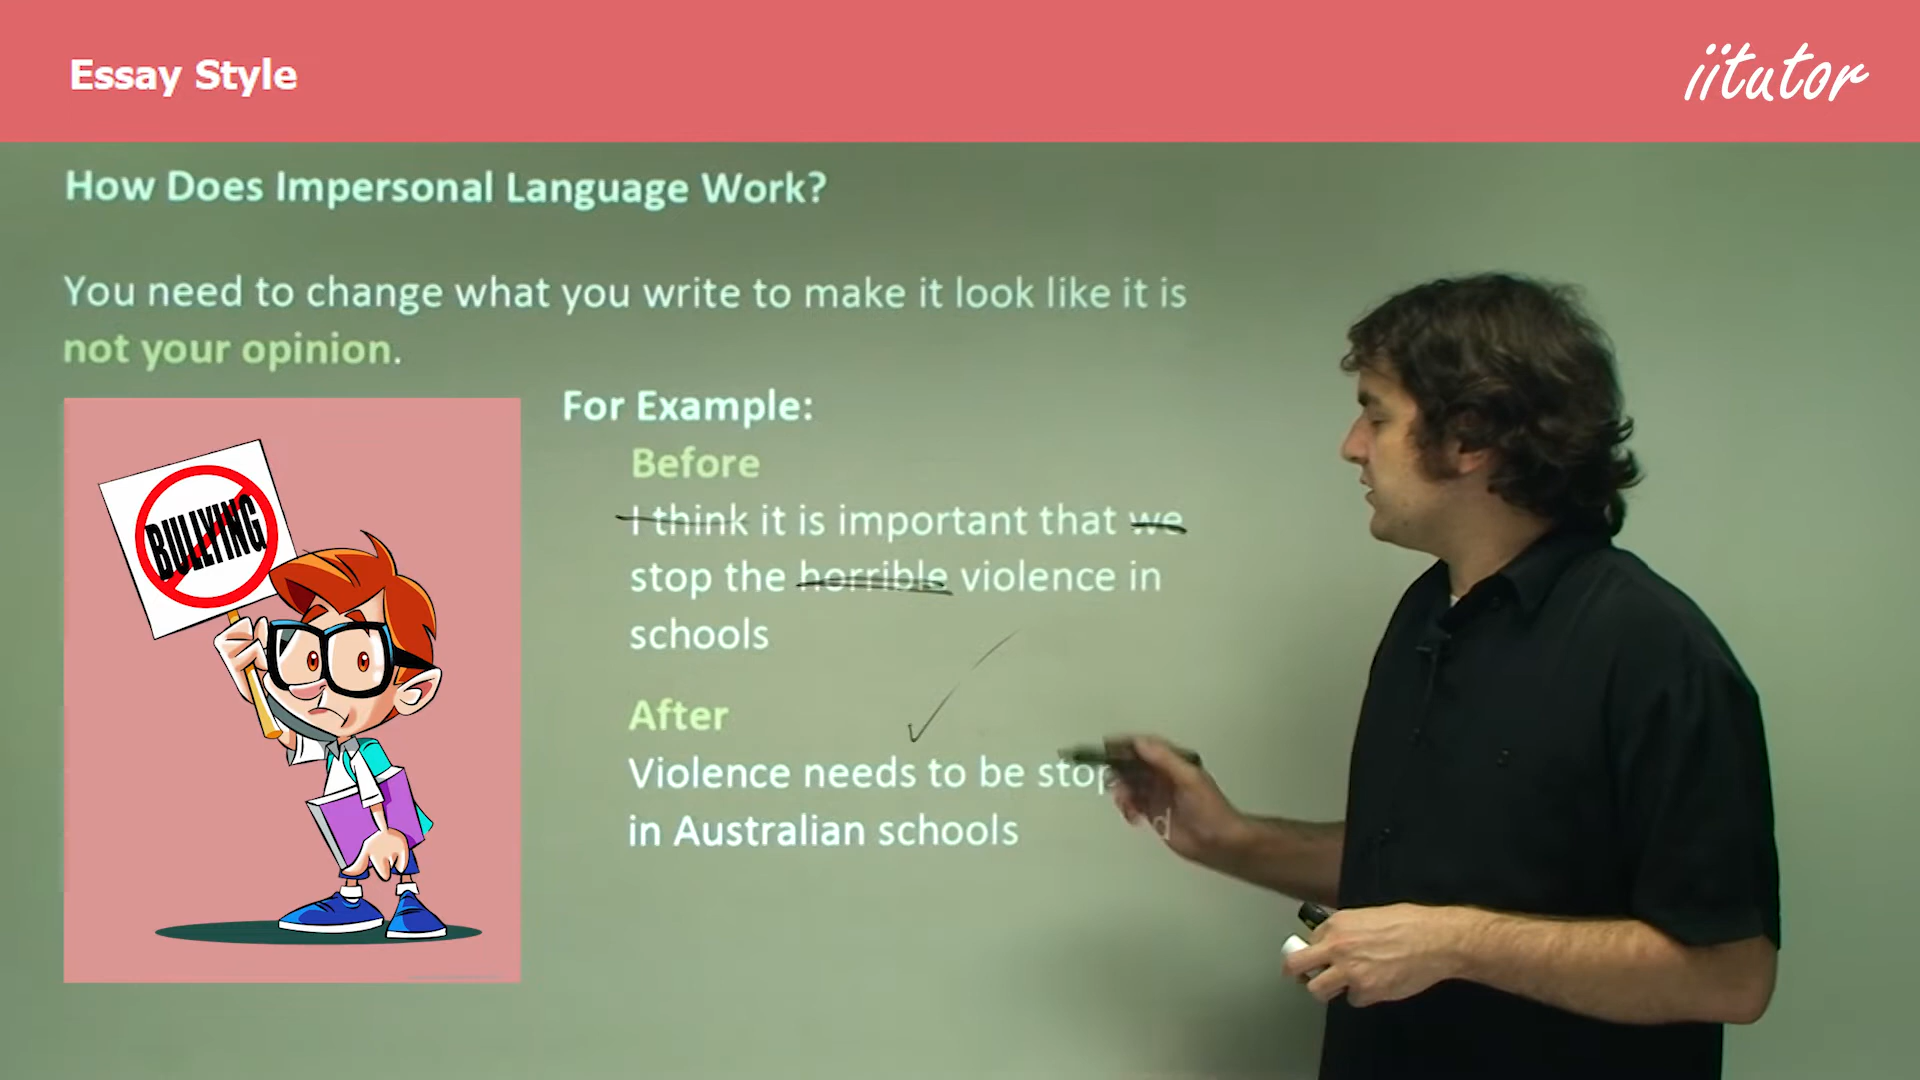 Essay Style
iitutor
How Does Impersonal Language Work?
You need to change what you write to make it look like it is
not your opinion.
BULLYING
For Example:
Before
I think it is important that we
stop the horrible violence in
schools
After
Violence needs to be
in Australian schools